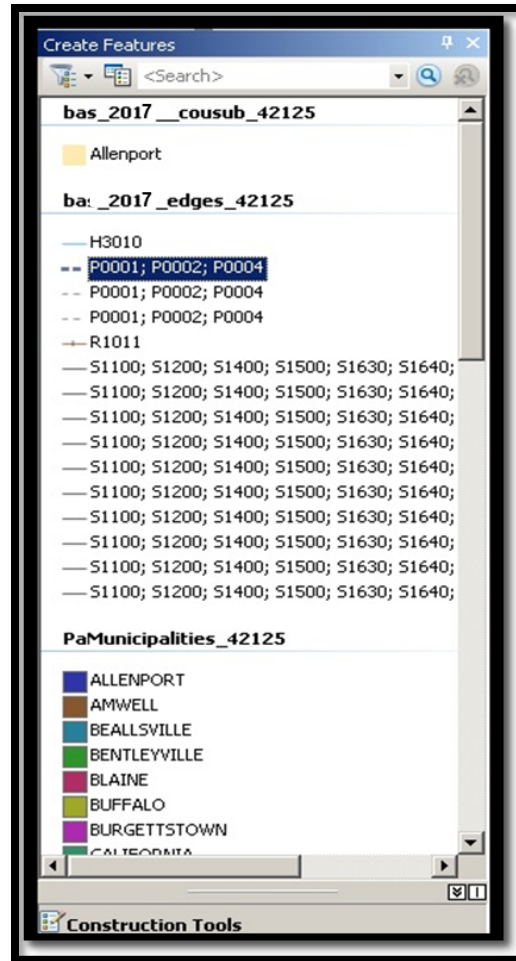 Create Features
<Search>
bas_2017__cousub_42125
Allenport
ba: _2017 _edges_42125
H3010
P0001; P0002; P0004
P0001; P0002; P0004
P0001; P0002; P0004
R1011
S1100; S1200; S1400; S1500; S1630; S1640;
S1100; S1200; S1400; S1500; S1630; S1640;
S1100; S1200; S1400; S1500; S1630; S1640;
S1100; S1200; S1400; S1500; S1630; S1640;
S1100; S1200; S1400; S1500; S1630; S1640;
S1100; S1200; S1400; S1500; S1630; S1640;
S1100; S1200; S1400; S1500; S1630; S1640;
S1100; S1200; S1400; S1500; S1630; S1640;
S1100; S1200; S1400; S1500; S1630; S1640;
S1100; S1200; S1400; S1500; S1630; S1640;
PaMunicipalities_42125
ALLENPORT
AMWELL
BEALLSVILLE
BENTLEYVILLE
BLAINE
BUFFALO
BURGETTSTOWN
CALIFORNIA
Construction Tools